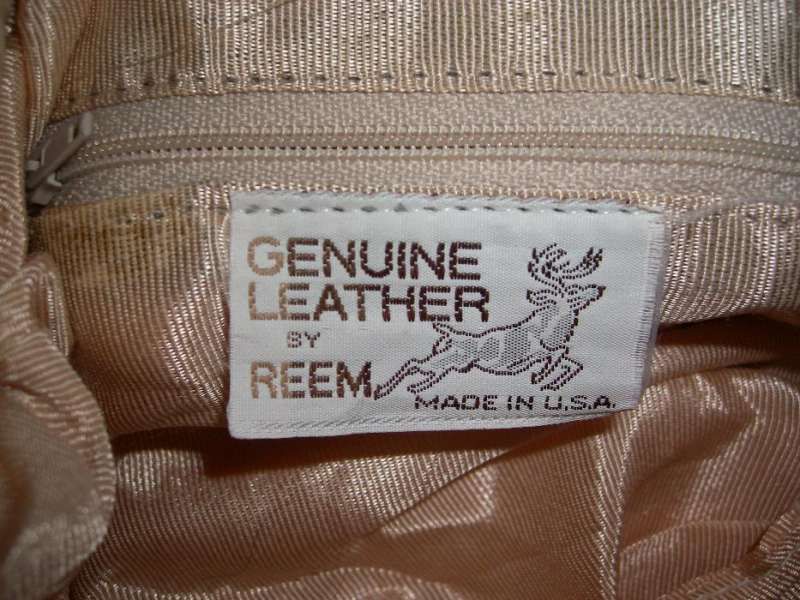 GENUINE
LEATHER
BY
REEM
MADE IN U.S.A.